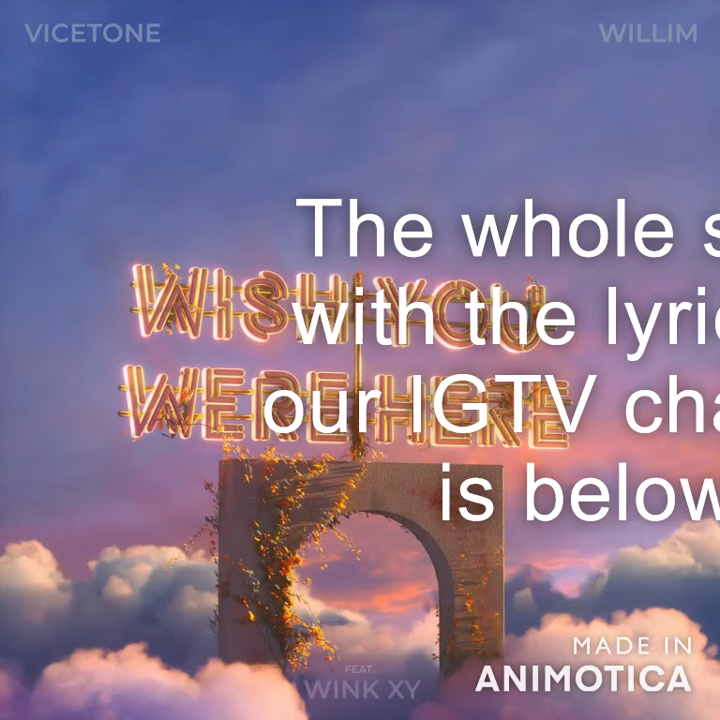 VICETONE
WILLIM
The whole s
WISH YOU
with the lyric
WERE HERE
our IGTV cha
is below
MADE IN
ANIMOTICA
FEAT.
WINK XY